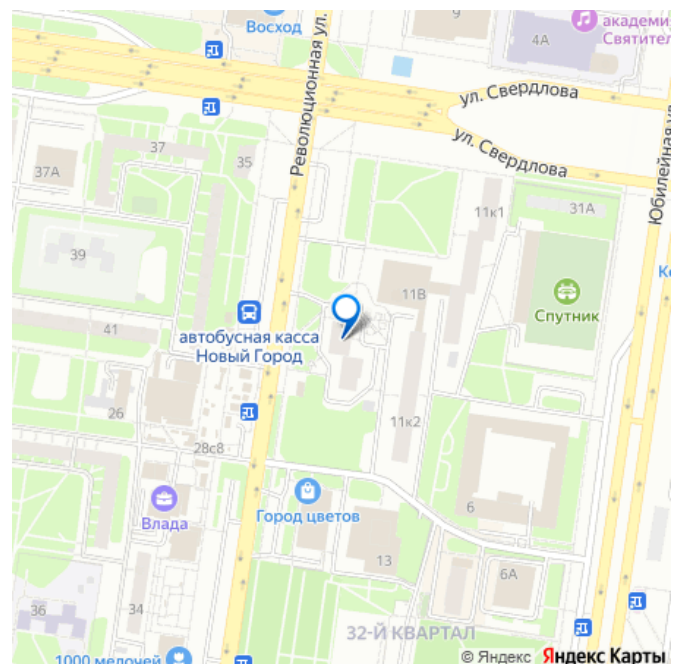 Восход
9
академи
Святител
4А
ул. Свердлова
ул. Свердлова
Революционная ул.
Юбилейная ул
37
35
37А
39
11к1
31А
11В
Спутник
Ко
автобусная касса
Новый Город
41
26
28с8
11к2
Город цветов
Влада
13
6
6А
36
34
32-Й КВАРТАЛ
1000 мелочей
© Яндекс Яндекс Карты